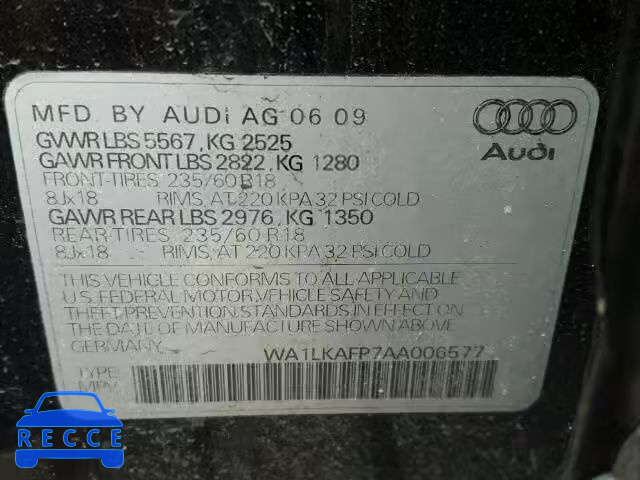 MFD. BY AUDI AG 06 09
GVWR LBS 5567, KG 2525
GAWR FRONT LBS 2822, KG 1280
FRONT-TIRES 235/60 R18
8Jx18 RIMS, AT 220 KPA 32 PSI COLD
GAWR REAR LBS 2976, KG 1350
REAR-TIRES 235/60 R18
8Jx18 RIMS, AT 220 KPA 32 PSI COLD
Audi
THIS VEHICLE CONFORMS TO ALL APPLICABLE
U.S. FEDERAL MOTOR VEHICLE SAFETY AND
THEFT PREVENTION STANDARDS IN EFFECT ON
THE DATE OF MANUFACTURE SHOWN ABOVE.
GERMANY WA1LKAFP7AA006577
TYPE
MPV
RECCE